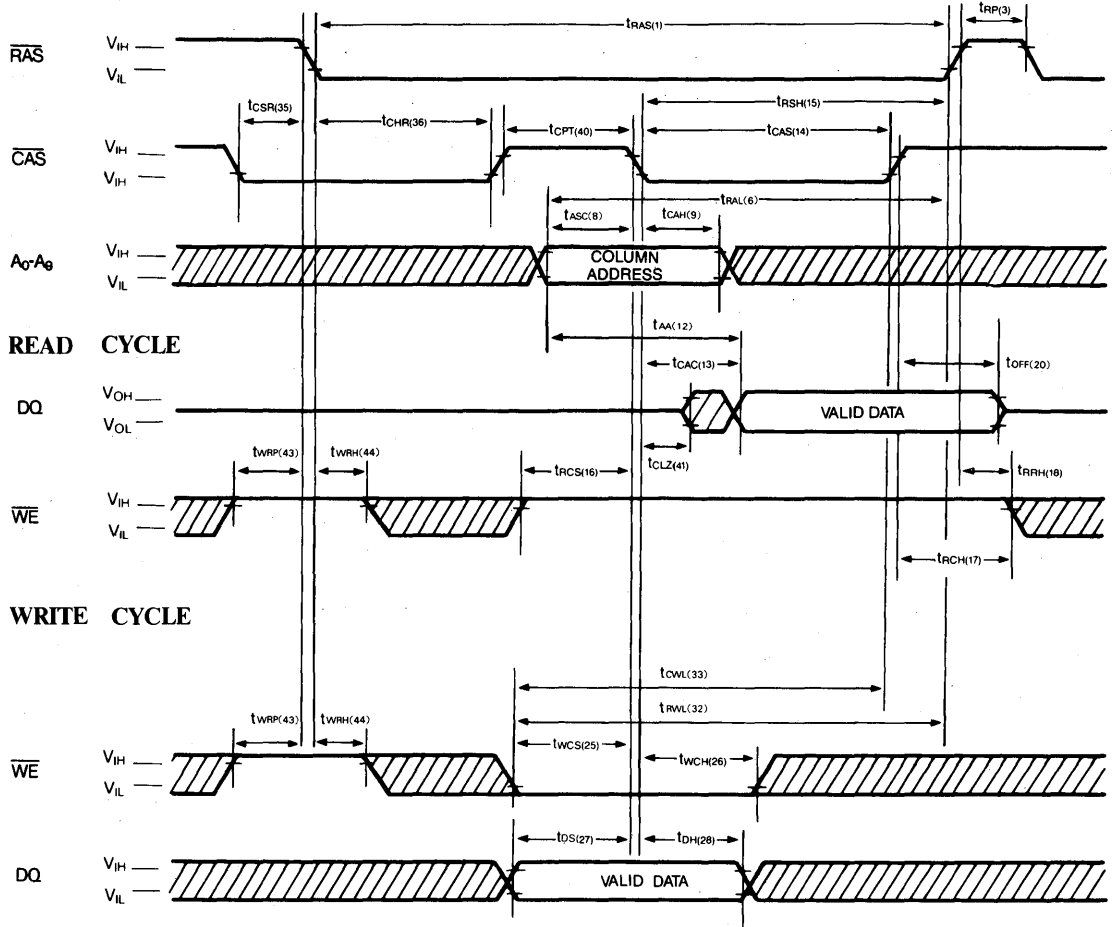 tRAS(1)
tRP(3)
RAS
VIH
VIL
tCSR(35)
tCHR(36)
tCPT(40)
tRSH(15)
tCAS(14)
CAS
VIH
VIH
tRAL(6)
tASC(8)
tCAH(9)
A0-A9
VIH
VIL
COLUMN
ADDRESS
tAA(12)
READ CYCLE
tCAC(13)
tOFF(20)
DQ
VOH
VOL
VALID DATA
tWRP(43)
tWRH(44)
tRCS(16)
tCLZ(41)
tRRH(18)
WE
VIH
VIL
tRCH(17)
WRITE CYCLE
tCWL(33)
tRWL(32)
tWRP(43)
tWRH(44)
tWCS(25)
tWCH(26)
WE
VIH
VIL
tDS(27)
tDH(28)
DQ
VIH
VIL
VALID DATA